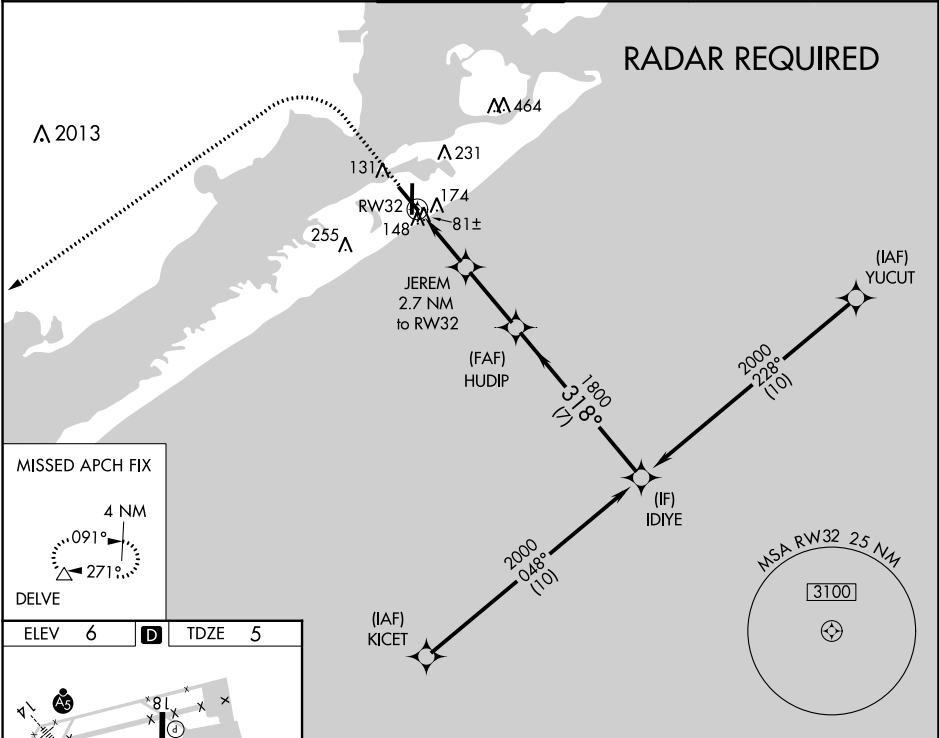 RADAR REQUIRED
2013
464
231
131
174
RW32
148
81±
255
JEREM
2.7 NM
to RW32
(IAF)
YUCUT
(FAF)
HUDIP
2000
228°
(10)
1800
318°
(7)
(IF)
IDIYE
2000
048°
(10)
(IAF)
KICET
MISSED APCH FIX
4 NM
091°
271°
DELVE
MSA RW32 25 NM
3100
ELEV 6 D TDZE 5
A5
14
18
P